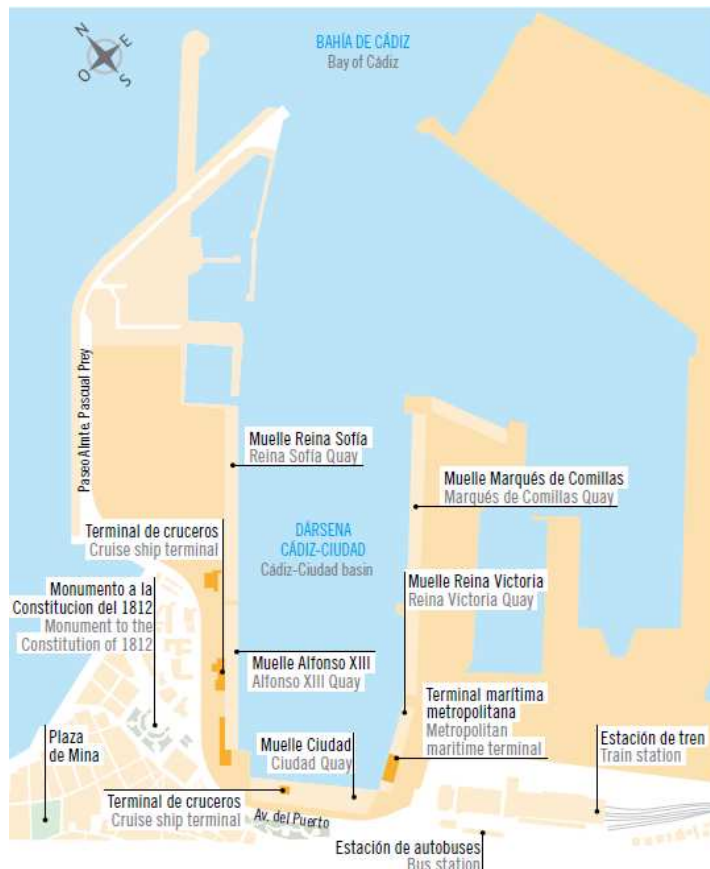 N
E
O
S
BAHÍA DE CÁDIZ
Bay of Cádiz
Paseo Almte. Pascual Prey
Muelle Reina Sofía
Reina Sofía Quay
Muelle Marqués de Comillas
Marqués de Comillas Quay
Terminal de cruceros
Cruise ship terminal
DÁRSENA
CÁDIZ-CIUDAD
Cádiz-Ciudad basin
Monumento a la
Constitucion del 1812
Monument to the
Constitution of 1812
Muelle Reina Victoria
Reina Victoria Quay
Muelle Alfonso XIII
Alfonso XIII Quay
Terminal marítima
metropolitana
Metropolitan
maritime terminal
Plaza
de Mina
Muelle Ciudad
Ciudad Quay
Estación de tren
Train station
Terminal de cruceros
Cruise ship terminal
Av. del Puerto
Estación de autobuses
Bus station